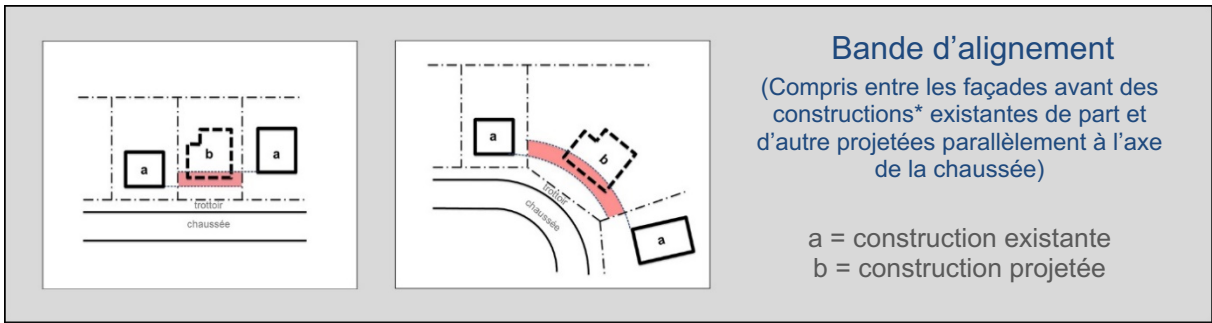 a
b
a
trottoir
chaussée
a
b
trottoir
chaussée
a
Bande d’alignement
(Compris entre les façades avant des
constructions* existantes de part et
d’autre projetées parallèlement à l’axe
de la chaussée)
a = construction existante
b = construction projetée